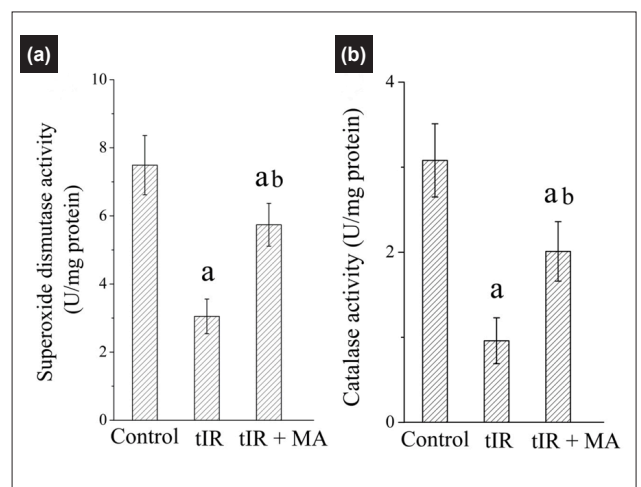 (a)
10
8
6
4
2
0
Superoxide dismutase activity
(U/mg protein)
a
ab
Control tIR tIR + MA
(b)
4
2
0
Catalase activity (U/mg protein)
a
ab
Control tIR tIR + MA